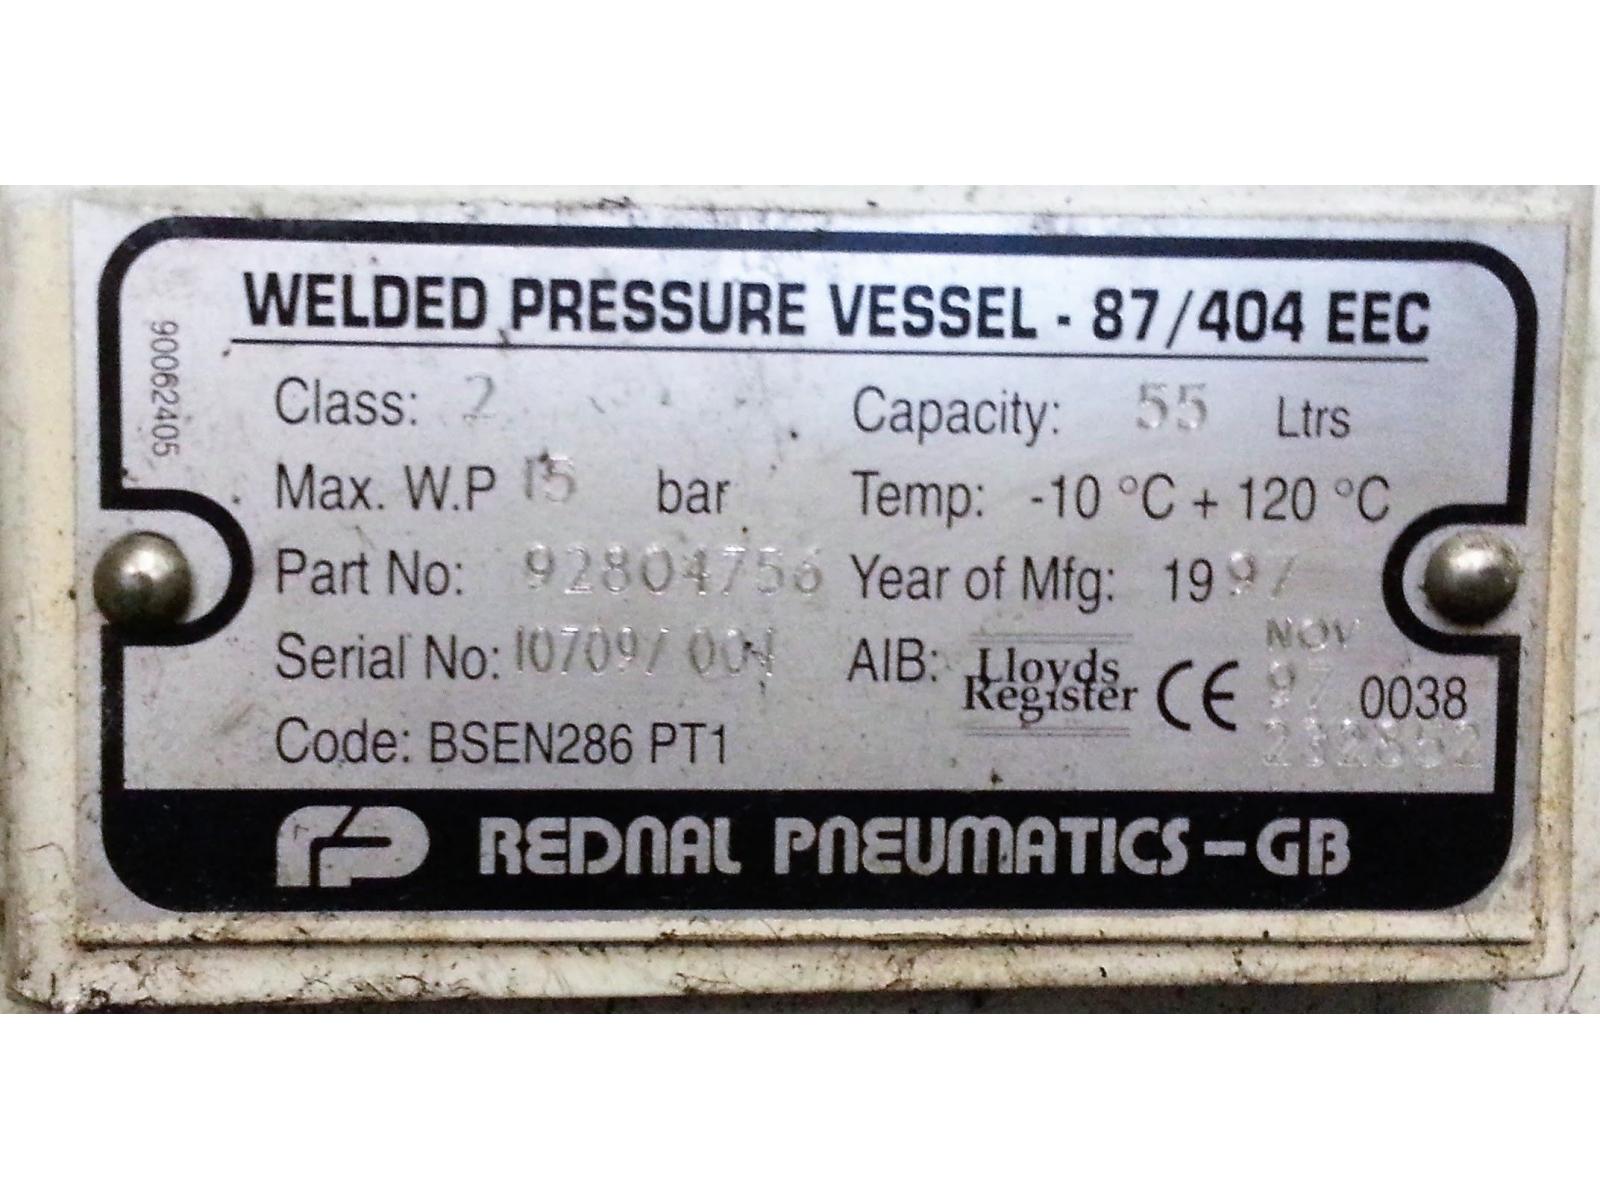 WELDED PRESSURE VESSEL - 87/404 EEC
90062405
Class: 2 Capacity: 55 Ltrs
Max. W.P 15 bar Temp: -10 °C + 120 °C
Part No: 92804756 Year of Mfg: 1997
Serial No: 10709/ 004 AIB: Lloyds Register CE NOV 97 0038
232852
Code: BSEN286 PT1
REDNAL PNEUMATICS-GB